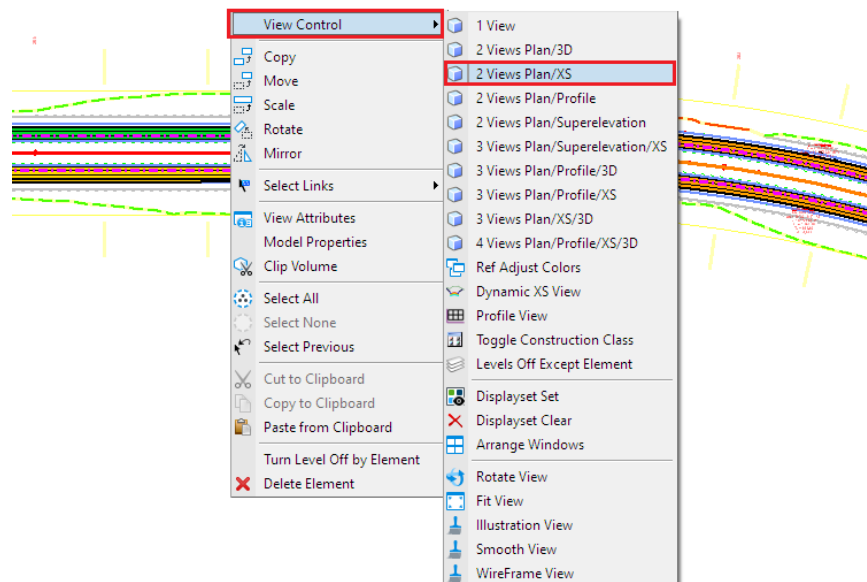 View Control
Copy
Move
Scale
Rotate
Mirror
Select Links
View Attributes
Model Properties
Clip Volume
Select All
Select None
Select Previous
Cut to Clipboard
Copy to Clipboard
Paste from Clipboard
Turn Level Off by Element
Delete Element
1 View
2 Views Plan/3D
2 Views Plan/XS
2 Views Plan/Profile
2 Views Plan/Superelevation
3 Views Plan/Superelevation/XS
3 Views Plan/Profile/3D
3 Views Plan/Profile/XS
3 Views Plan/XS/3D
4 Views Plan/Profile/XS/3D
Ref Adjust Colors
Dynamic XS View
Profile View
Toggle Construction Class
Levels Off Except Element
Displayset Set
Displayset Clear
Arrange Windows
Rotate View
Fit View
Illustration View
Smooth View
WireFrame View